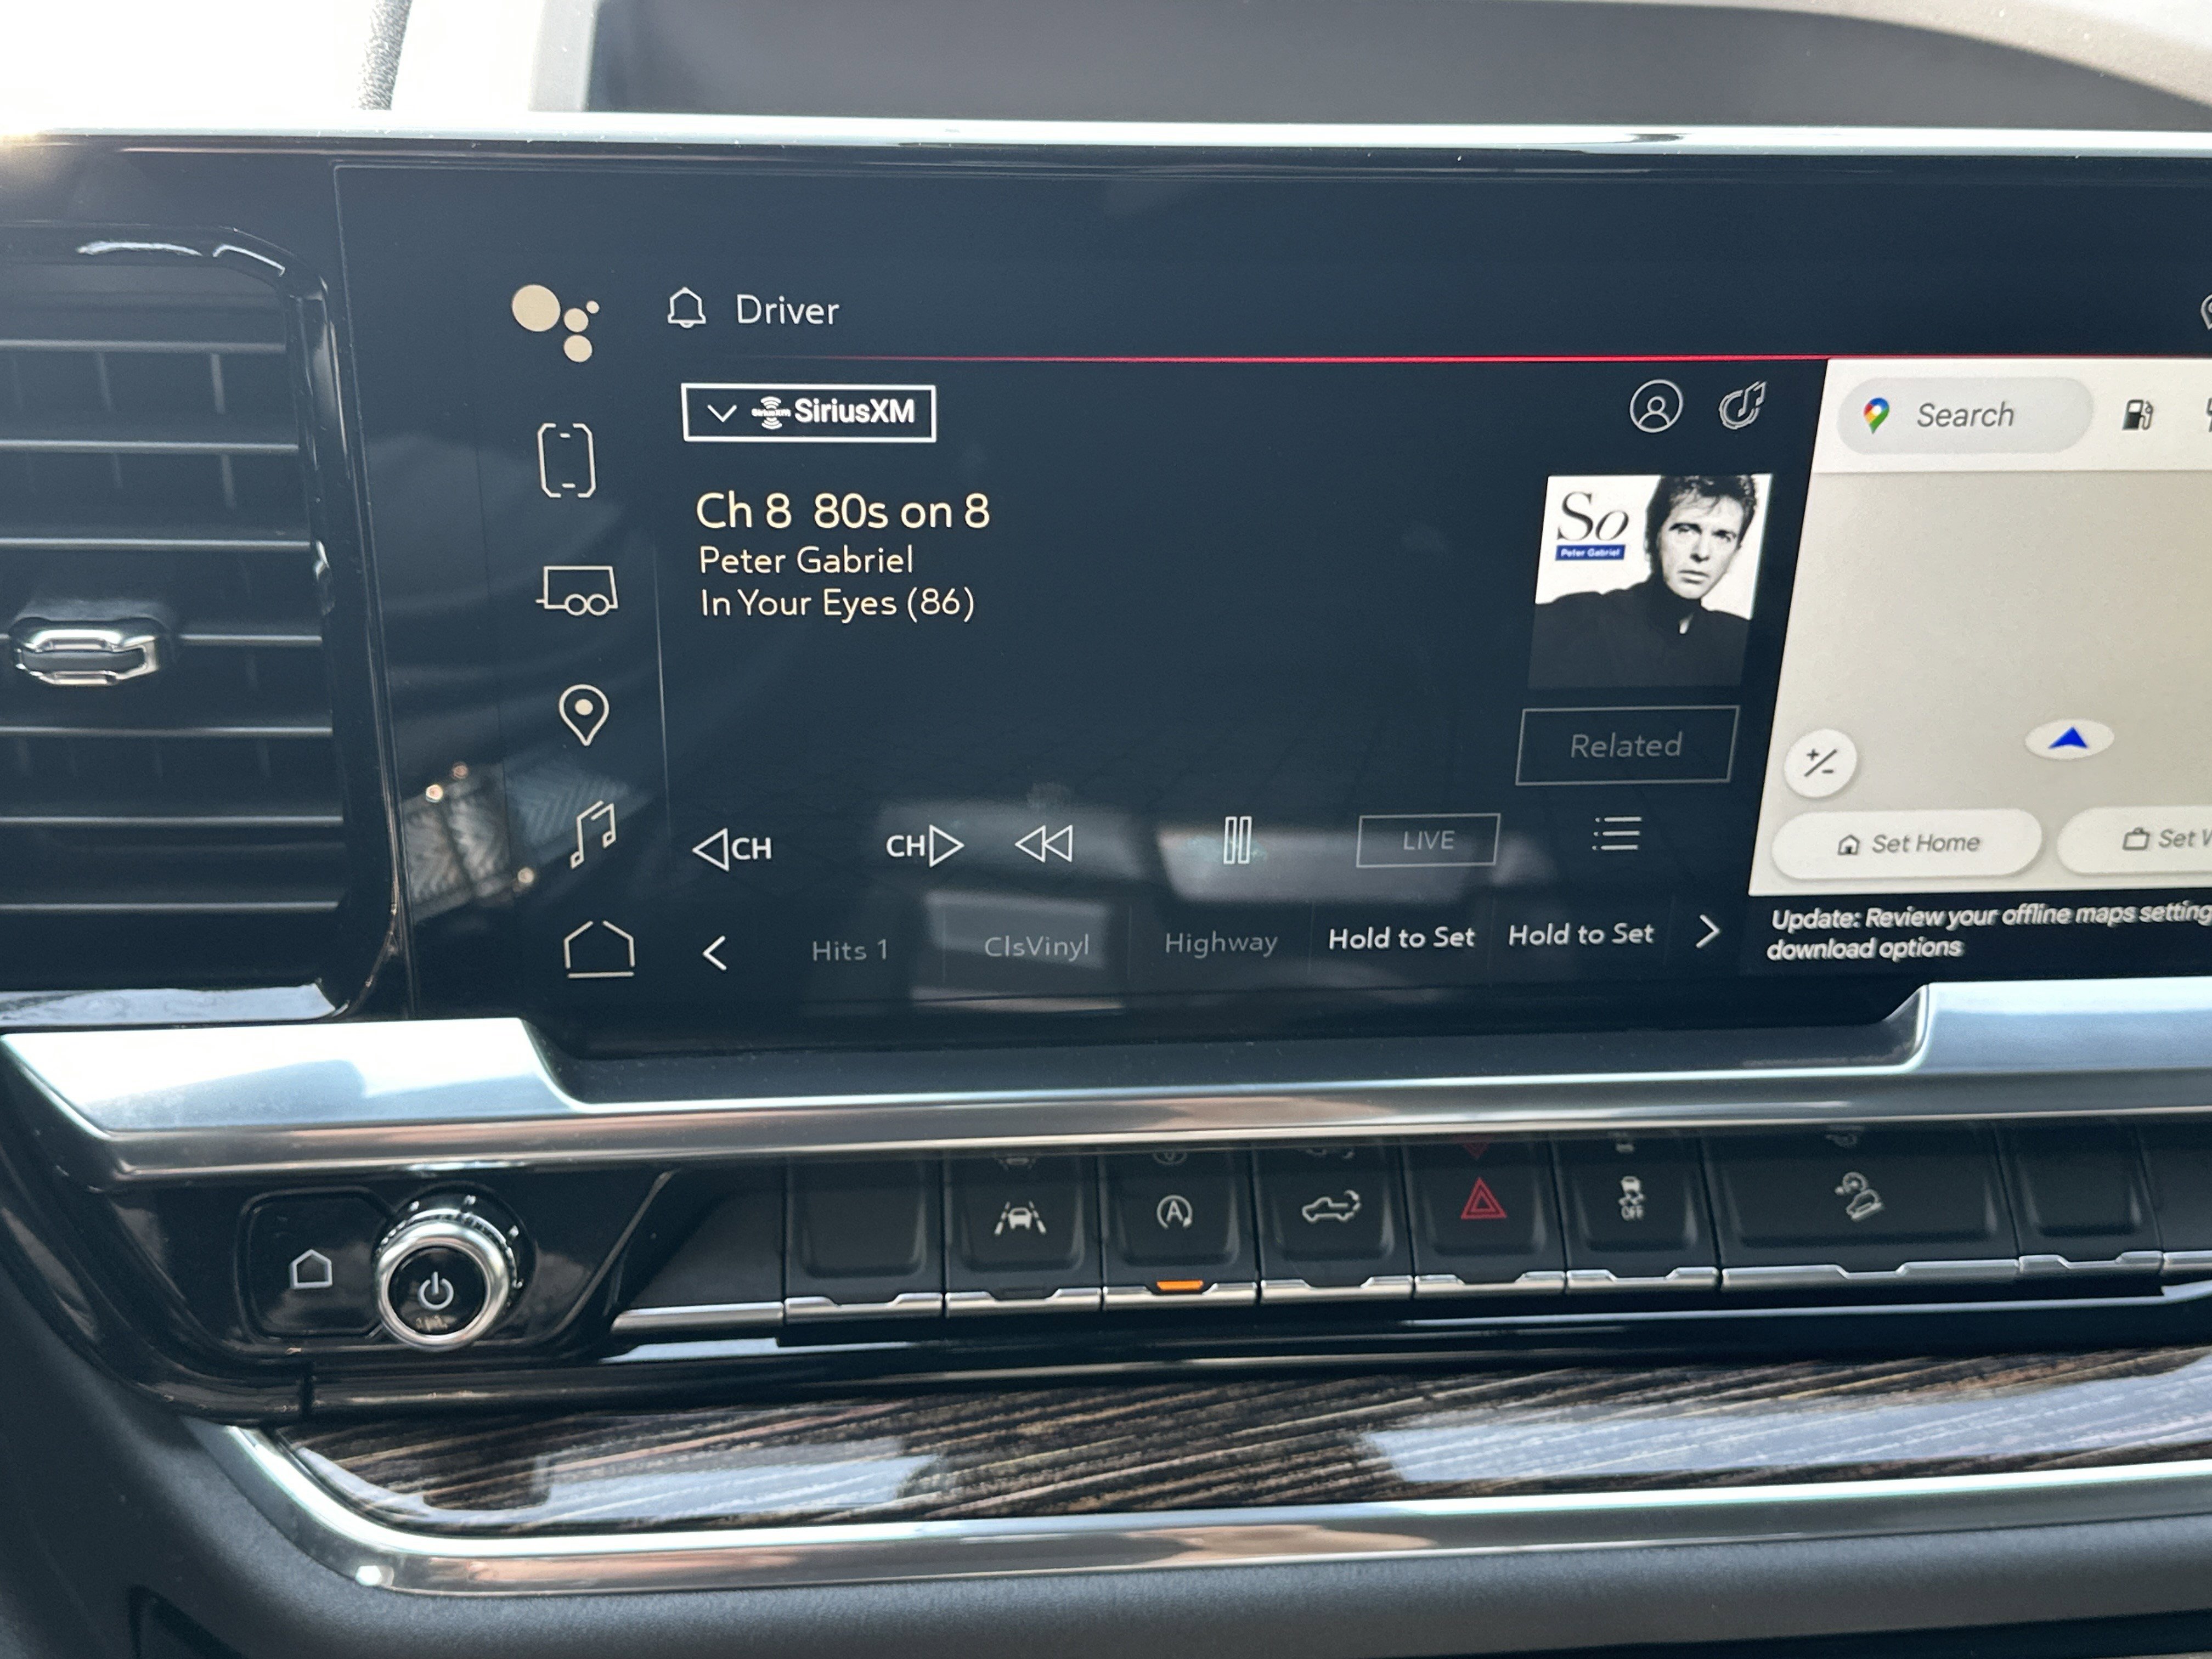 Driver
SiriusXM
Search
Ch 8 80s on 8
Peter Gabriel
In Your Eyes (86)
So
Peter Gabriel
Related
CH
CH
LIVE
Set Home
Set
Hits 1
ClsVinyl
Highway
Hold to Set
Hold to Set
Update: Review your offline maps setting
download options
A
OFF